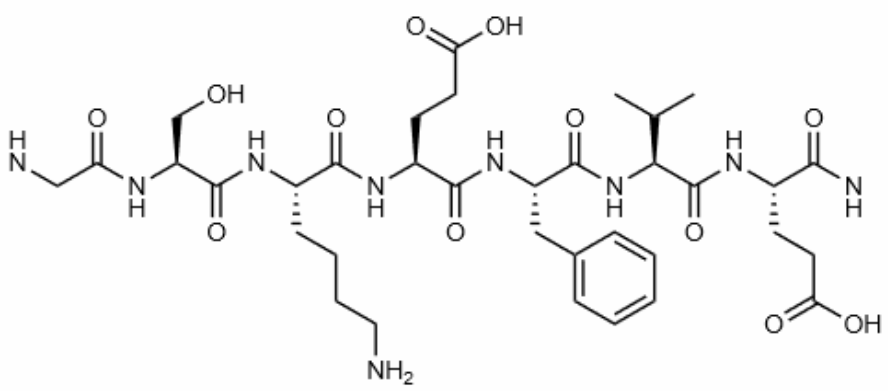 O OH
OH
O O O O
H H H H H
N N N N
N N N N
H H H H
O O O
O OH
NH2